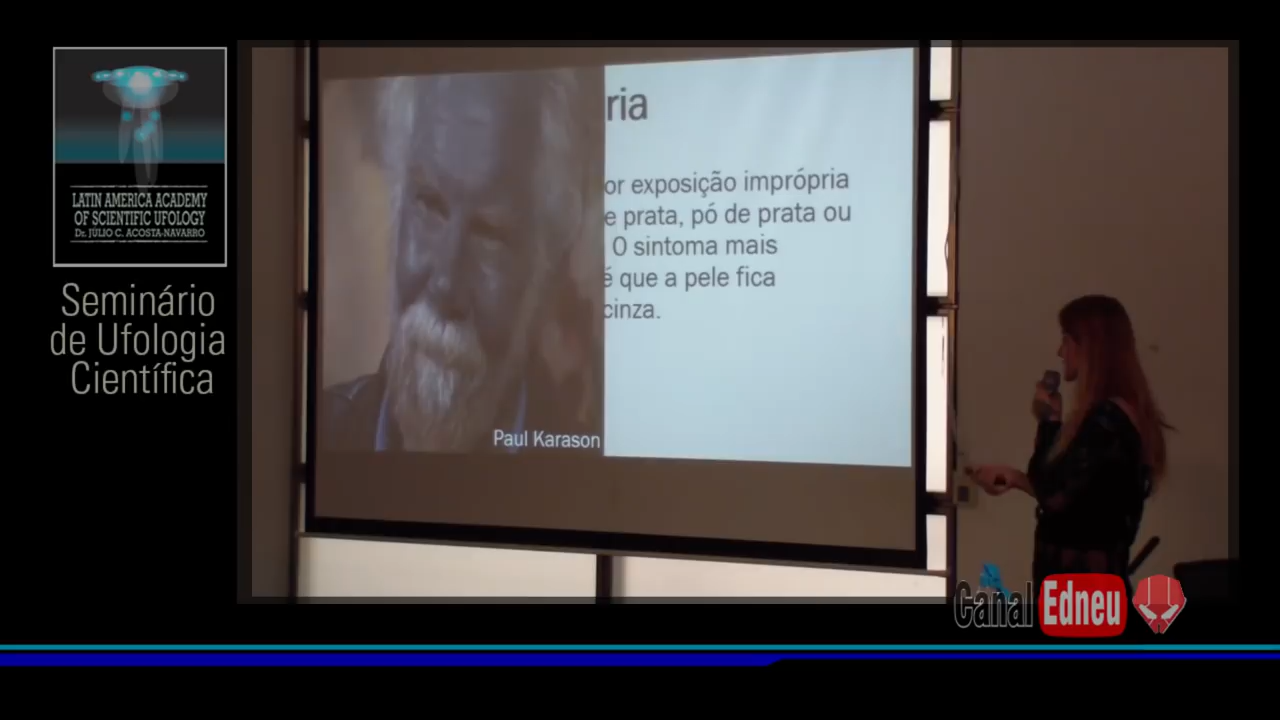 LATIN AMERICA ACADEMY
OF SCIENTIFIC UFOLOGY
DR. JÚLIO C. ACOSTA-NAVARRO
Seminário
de Ufologia
Científica
ria
or exposição imprópria
e prata, pó de prata ou
O sintoma mais
é que a pele fica
cinza.
Paul Karason
Canal Edneu